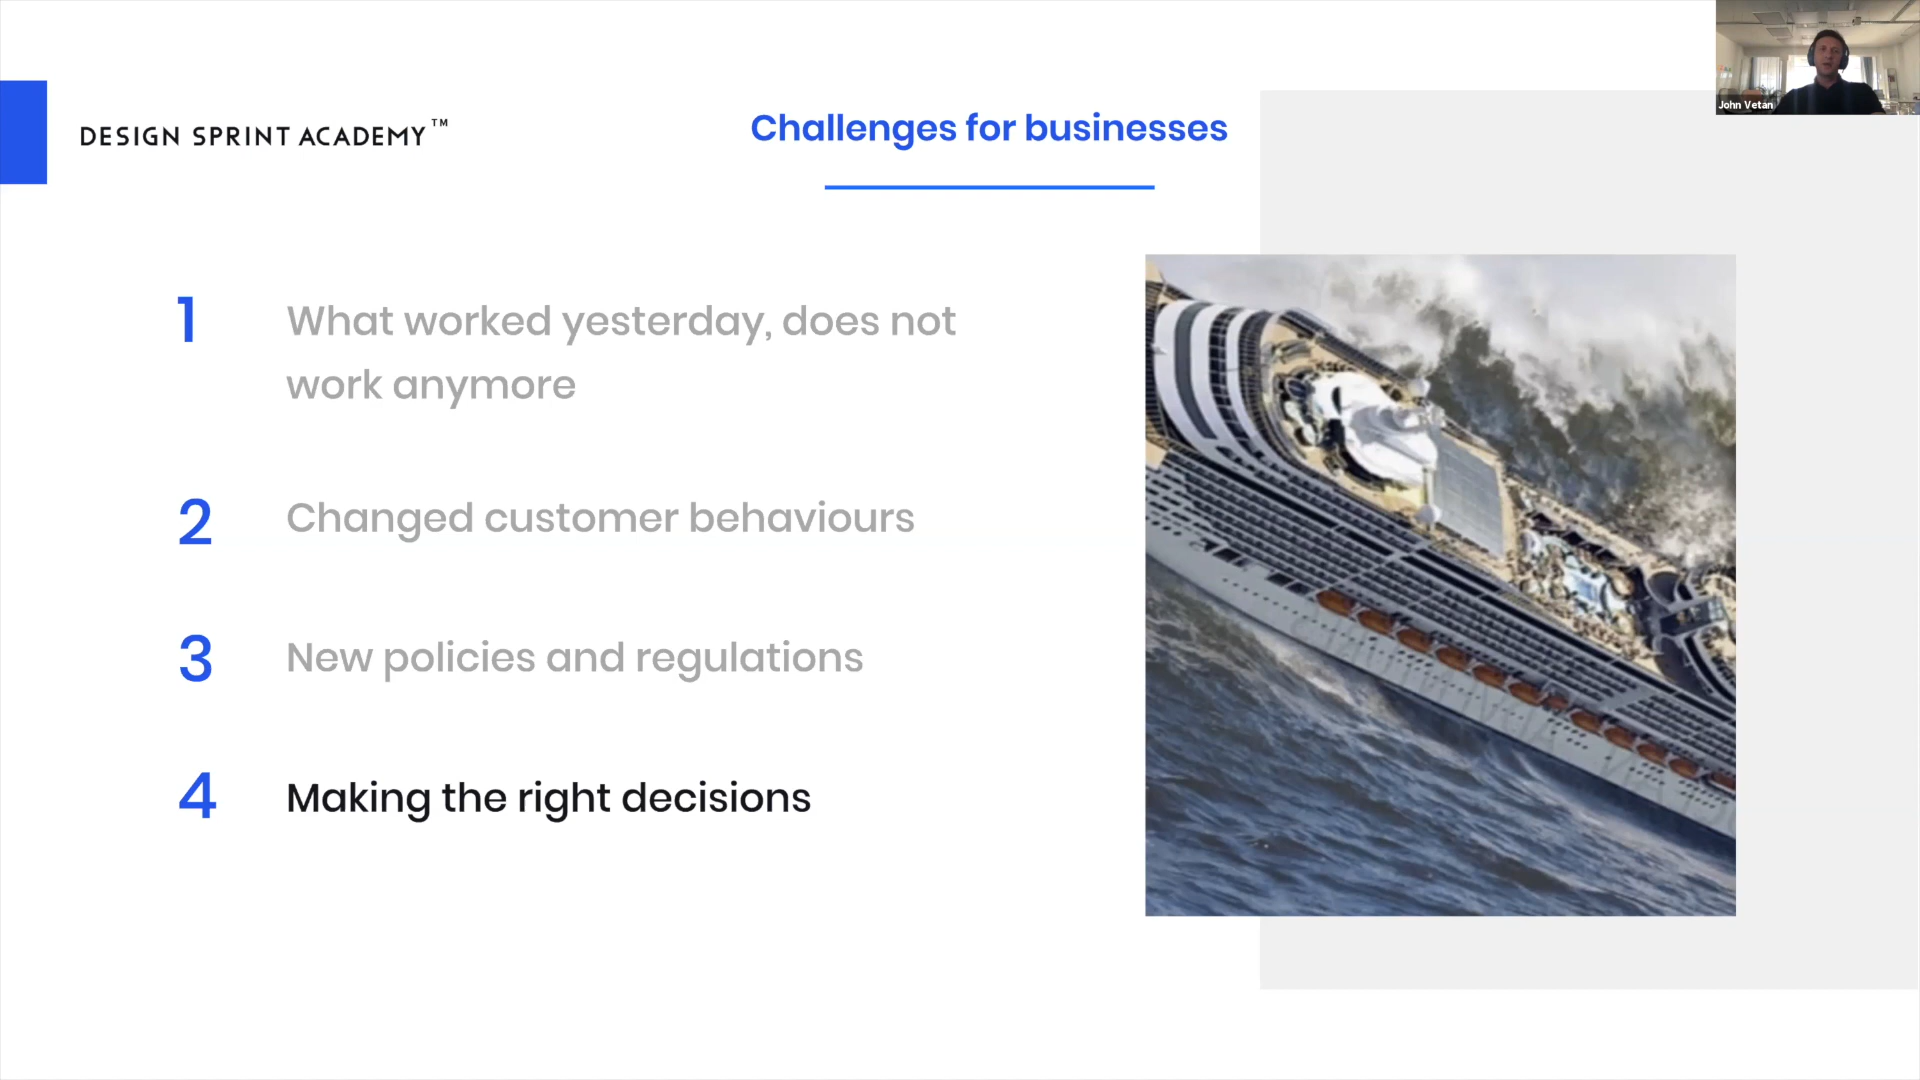 DESIGN SPRINT ACADEMY™
Challenges for businesses
John Vetan
1 What worked yesterday, does not
work anymore
2 Changed customer behaviours
3 New policies and regulations
4 Making the right decisions